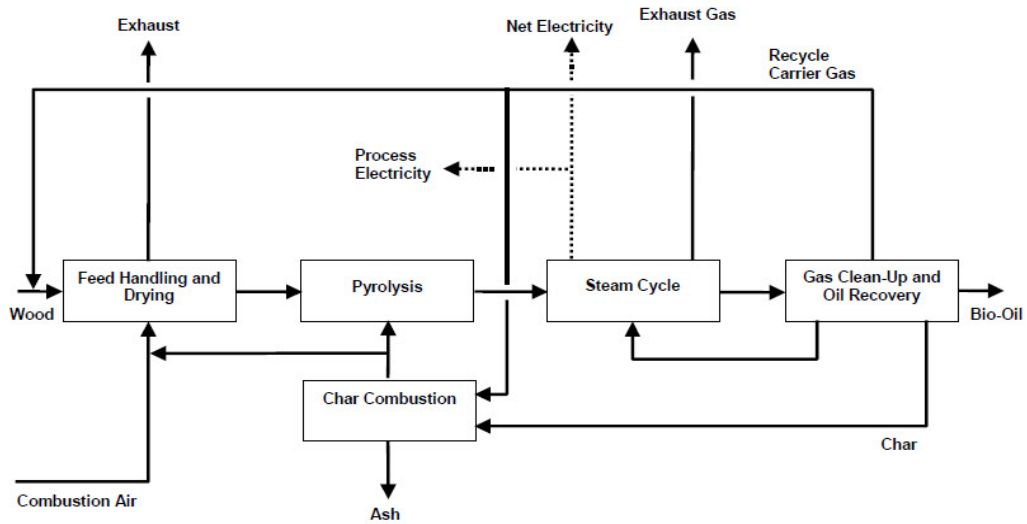 Exhaust
Net Electricity
Exhaust Gas
Recycle
Carrier Gas
Process
Electricity
Feed Handling and
Drying
Pyrolysis
Steam Cycle
Gas Clean-Up and
Oil Recovery
Wood
Bio-Oil
Char Combustion
Char
Combustion Air
Ash